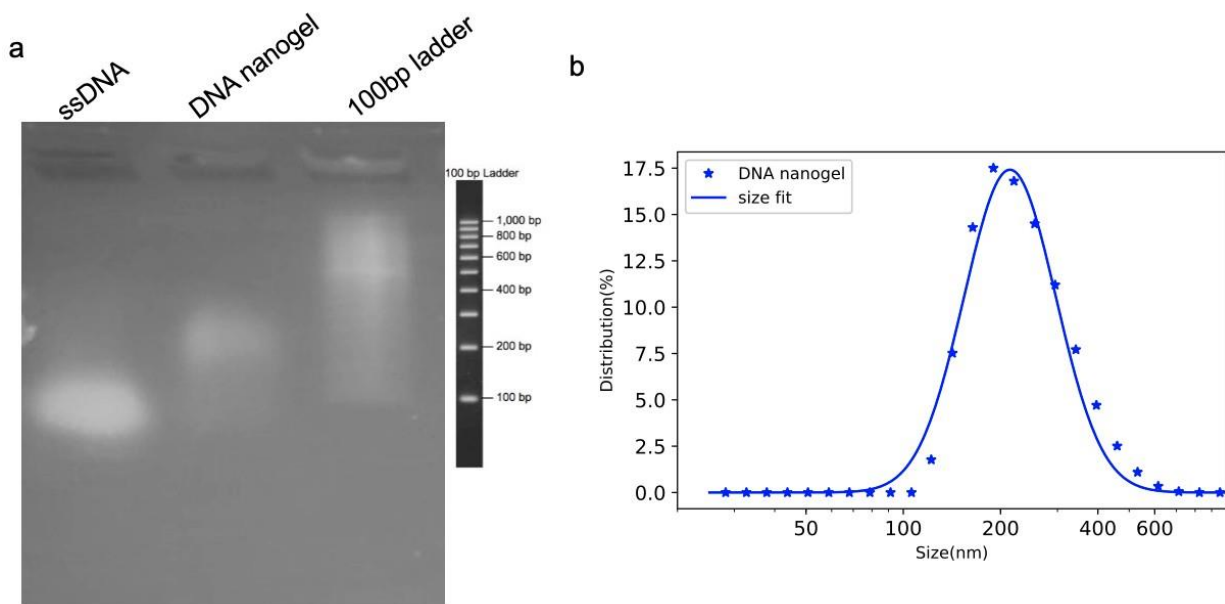 a
ssDNA
DNA nanogel
100bp ladder
100 bp Ladder
1,000 bp
800 bp
600 bp
400 bp
200 bp
100 bp
b
DNA nanogel
size fit
17.5
15.0
12.5
10.0
7.5
5.0
2.5
0.0
Distribution(%)
50
100
200
400
600
Size(nm)